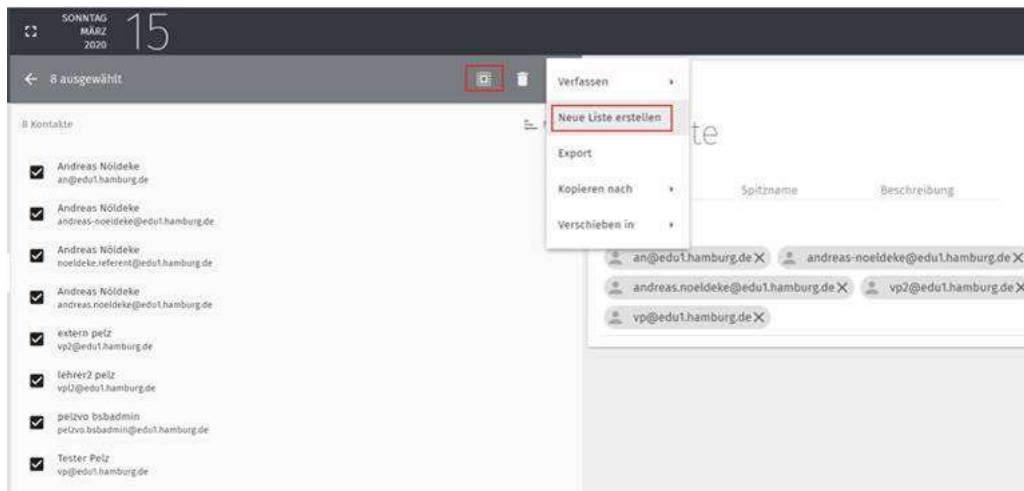 SONNTAG
MÄRZ
2020
15
8 ausgewählt
8 Kontakte
Andreas Nöldeke
an@edu1.hamburg.de
Andreas Nöldeke
andreas-noeldeke@edu1.hamburg.de
Andreas Nöldeke
noeldeke.referent@edu1.hamburg.de
Andreas Nöldeke
andreas.noeldeke@edu1.hamburg.de
extern pelz
vp2@edu1.hamburg.de
lehrer2 pelz
vpl2@edu1.hamburg.de
pelzvo bsbadmin
pelzvo.bsbadmin@edu1.hamburg.de
Tester Pelz
vp@edu1.hamburg.de
Verfassen
Neue Liste erstellen
Export
Kopieren nach
Verschieben in
te
Spitzname Beschreibung
an@edu1.hamburg.de X andreas-noeldeke@edu1.hamburg.de X
andreas.noeldeke@edu1.hamburg.de X vp2@edu1.hamburg.de X
vp@edu1.hamburg.de X